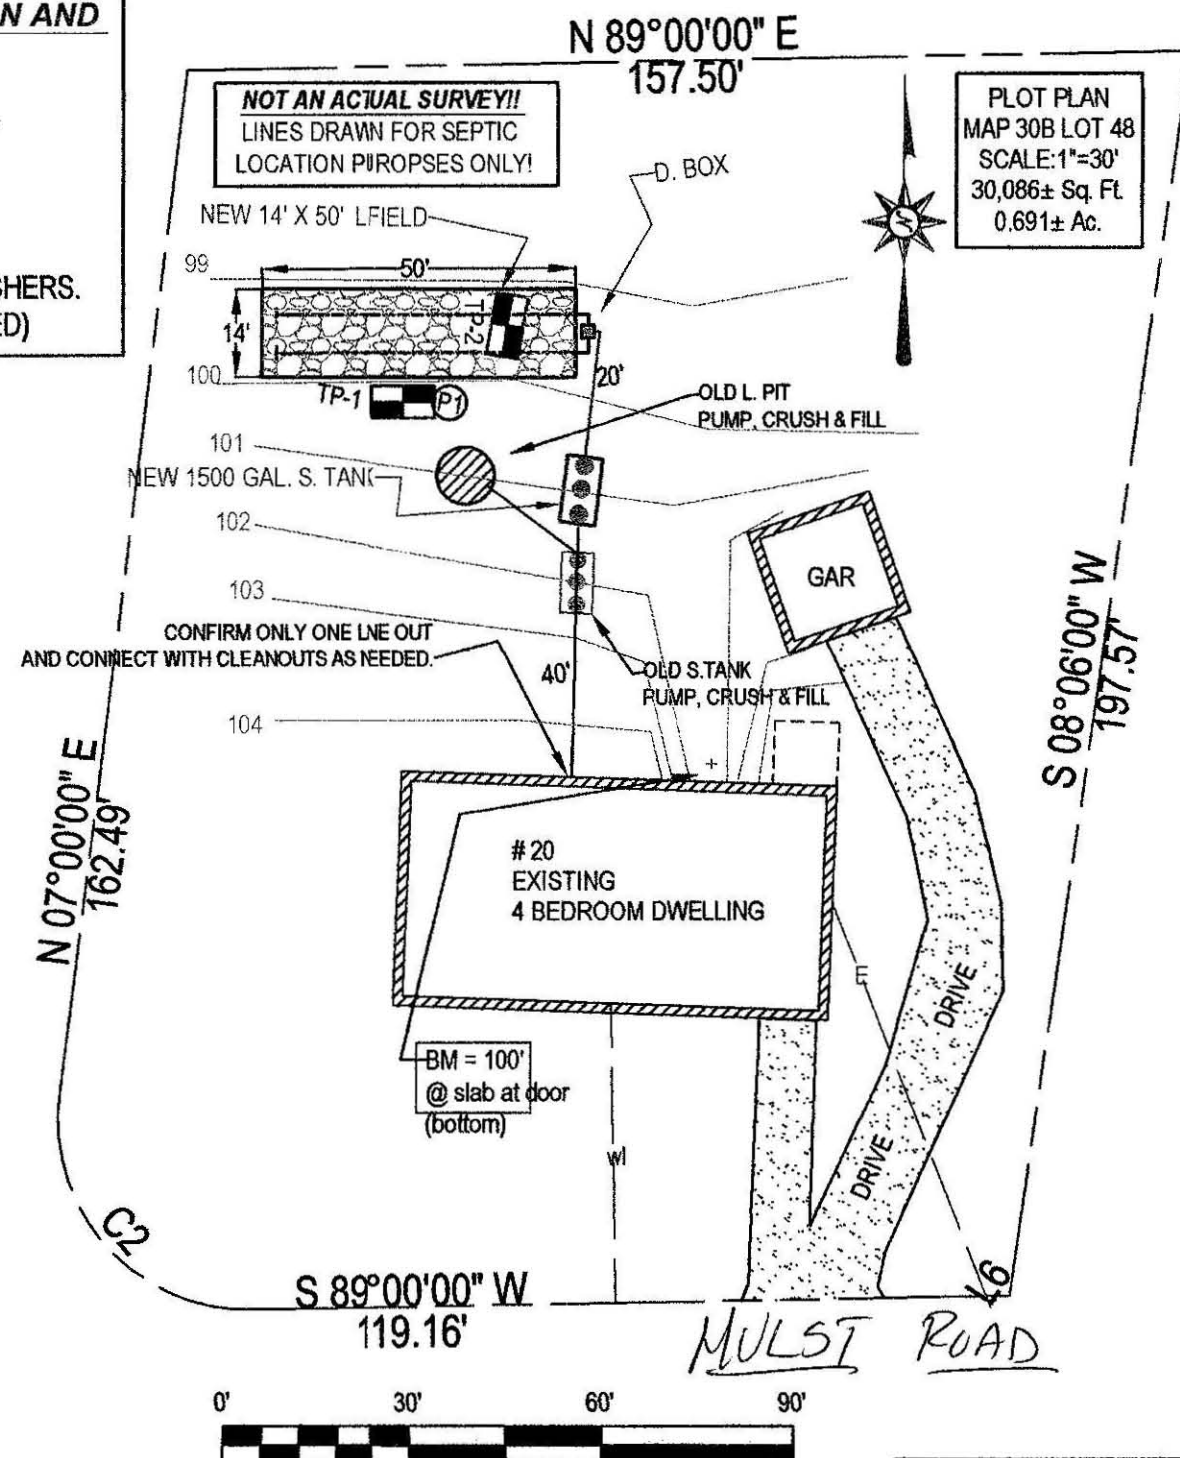 N AND
SHERS.
ED)
N 89°00'00" E
157.50'
NOT AN ACTUAL SURVEY!!
LINES DRAWN FOR SEPTIC
LOCATION PUROPSES ONLY!
PLOT PLAN
MAP 30B LOT 48
SCALE:1"=30'
30,086± Sq. Ft.
0.691± Ac.
N
D. BOX
NEW 14' X 50' LFIELD
99
50'
14'
TP-2
100
20'
TP-1
P1
OLD L. PIT
PUMP, CRUSH & FILL
101
NEW 1500 GAL. S. TANK
102
GAR
103
CONFIRM ONLY ONE LNE OUT
AND CONNECT WITH CLEANOUTS AS NEEDED.
40'
OLD S.TANK
PUMP, CRUSH & FILL
104
S 08°06'00" W
197.57'
N 07°00'00" E
162.49'
# 20
EXISTING
4 BEDROOM DWELLING
E
DRIVE
BM = 100'
@ slab at door
(bottom)
wl
DRIVE
C2
L6
S 89°00'00" W
119.16'
MULST ROAD
0' 30' 60' 90'